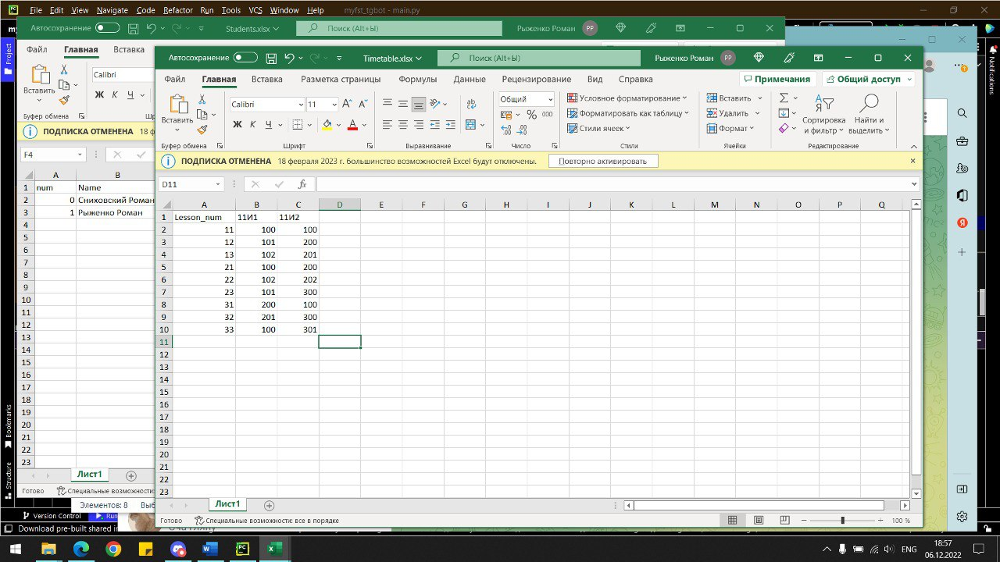 File Edit View Navigate Code Refactor Run Tools VCS Window Help myfst_tgbot - main.py
Автосохранение Students.xlsx Поиск (Alt+Ы) Рыженко Роман РР
Файл Главная Вставка
Calibri
Вставить
Ж К Ч
Буфер обмена
ПОДПИСКА ОТМЕНЕНА
F4
A B
1 num Name
2 0 Сниховский Роман
3 1 Рыженко Роман
4
5
6
7
8
9
10
11
12
13
14
15
16
17
18
19
20
21
22
23
Лист1
Готово
Элементов: 8
Автосохранение Timetable.xlsx Поиск (Alt+Ы) Рыженко Роман РР
Файл Главная Вставка Разметка страницы Формулы Данные Рецензирование Вид Справка Примечания Общий доступ
Вставить Calibri 11 Общий Условное форматирование Вставить
Форматировать как таблицу Удалить
Ж К Ч Стили ячеек Формат
Сортировка и фильтр Найти и выделить
Буфер обмена Шрифт Выравнивание Число Стили Ячейки Редактирование
ПОДПИСКА ОТМЕНЕНА 18 февраля 2023 г. большинство возможностей Excel будут отключены. Повторно активировать
D11 fx
A B C D E F G H I J K L M N O P Q
1 Lesson_num 11И1 11И2
2 11 100 100
3 12 101 200
4 13 102 201
5 21 100 200
6 22 102 202
7 23 101 300
8 31 200 100
9 32 201 300
10 33 100 301
11
12
13
14
15
16
17
18
19
20
21
22
23
Лист1
Готово Специальные возможности: все в порядке 100 %
Project
Bookmarks
Structure
Notifications
Version Control Run
Download pre-built shared in
ENG 18:57
06.12.2022